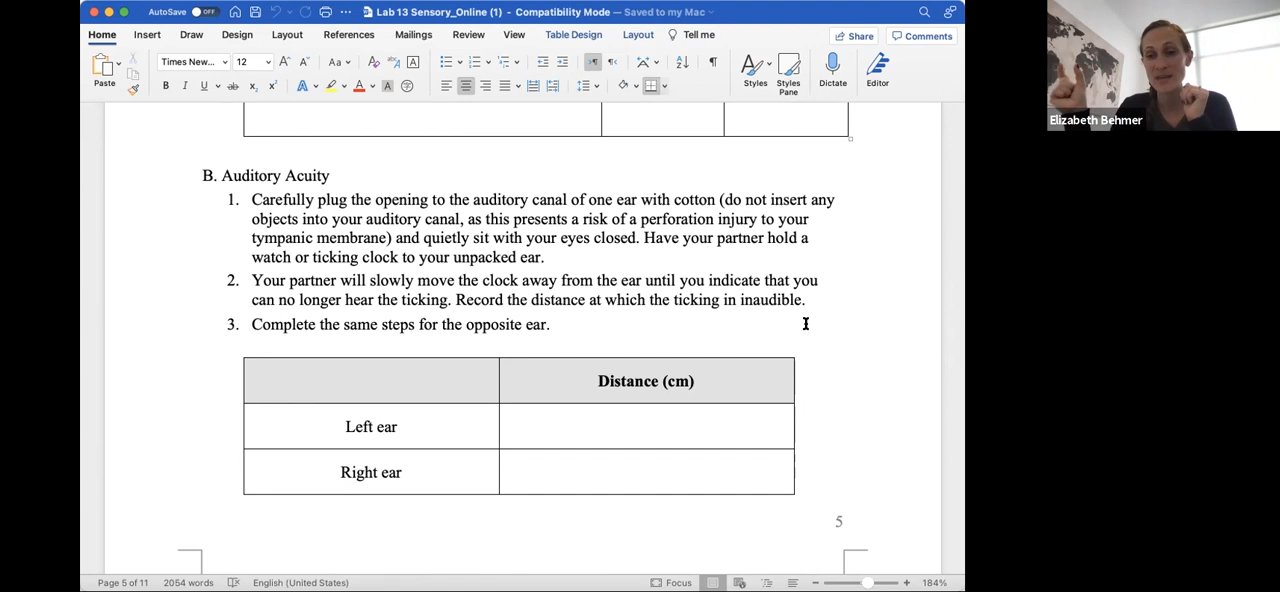 AutoSave OFF ... Lab 13 Sensory_Online (1) - Compatibility Mode — Saved to my Mac
Home Insert Draw Design Layout References Mailings Review View Table Design Layout Tell me Share Comments
Paste Times New... 12 Aa A Styles Styles Pane Dictate Editor
B I U ab x₂ x² A A A
B. Auditory Acuity
1. Carefully plug the opening to the auditory canal of one ear with cotton (do not insert any
objects into your auditory canal, as this presents a risk of a perforation injury to your
tympanic membrane) and quietly sit with your eyes closed. Have your partner hold a
watch or ticking clock to your unpacked ear.
2. Your partner will slowly move the clock away from the ear until you indicate that you
can no longer hear the ticking. Record the distance at which the ticking in inaudible.
3. Complete the same steps for the opposite ear.
Distance (cm)
Left ear
Right ear
5
Page 5 of 11 2054 words English (United States) Focus 184%
Elizabeth Behmer